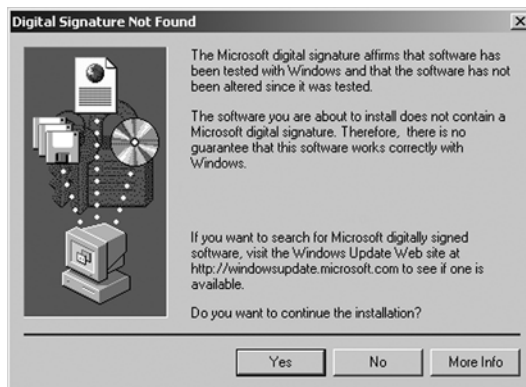 Digital Signature Not Found
The Microsoft digital signature affirms that software has
been tested with Windows and that the software has not
been altered since it was tested.
The software you are about to install does not contain a
Microsoft digital signature. Therefore, there is no
guarantee that this software works correctly with
Windows.
If you want to search for Microsoft digitally signed
software, visit the Windows Update Web site at
http://windowsupdate.microsoft.com to see if one is
available.
Do you want to continue the installation?
Yes No More Info